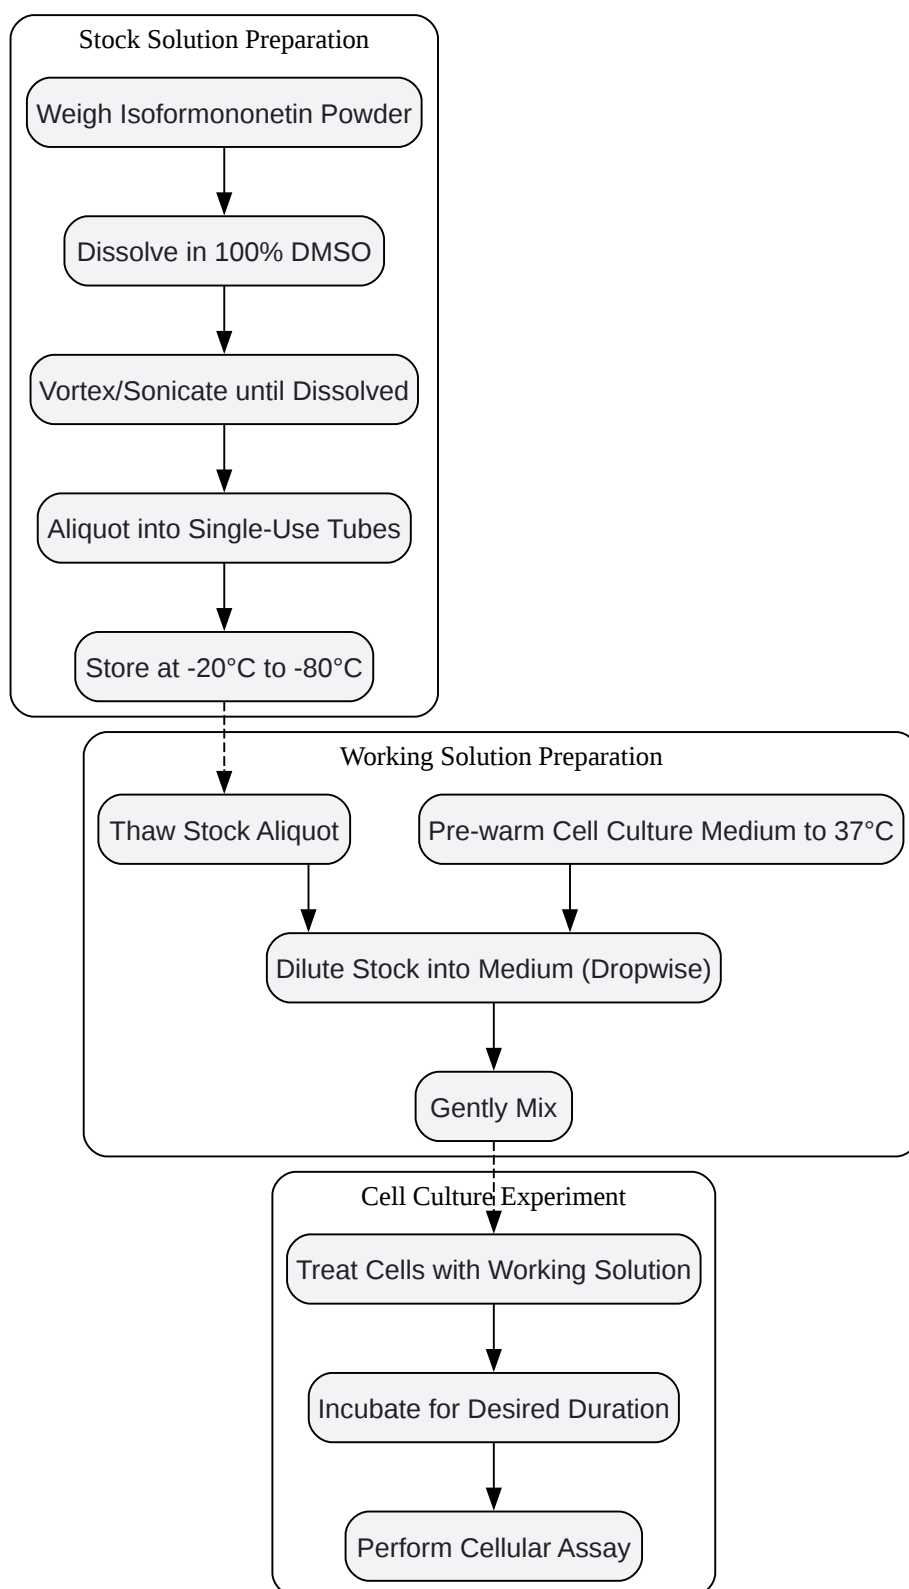 Stock Solution Preparation
Weigh Isoformononetin Powder
Dissolve in 100% DMSO
Vortex/Sonicate until Dissolved
Aliquot into Single-Use Tubes
Store at -20°C to -80°C
Working Solution Preparation
Thaw Stock Aliquot
Pre-warm Cell Culture Medium to 37°C
Dilute Stock into Medium (Dropwise)
Gently Mix
Cell Culture Experiment
Treat Cells with Working Solution
Incubate for Desired Duration
Perform Cellular Assay